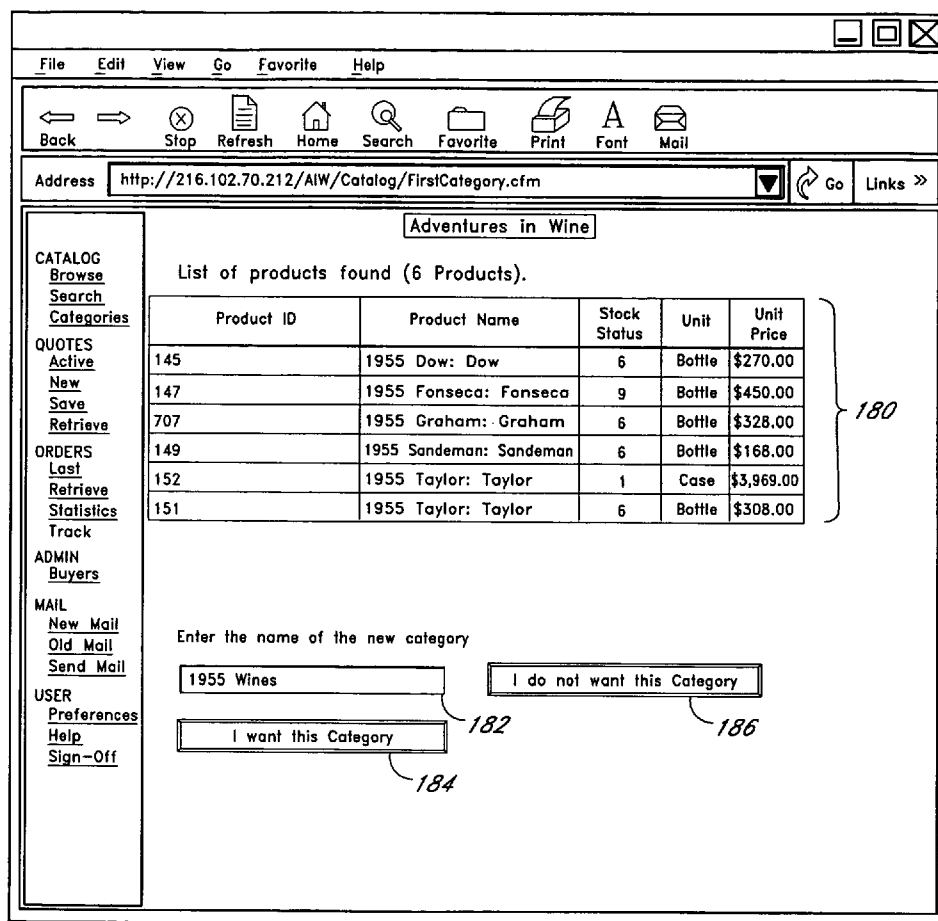 File Edit View Go Favorite Help
Back Stop Refresh Home Search Favorite Print Font Mail
Address http://216.102.70.212/AIW/Catalog/FirstCategory.cfm Go Links »
Adventures in Wine
CATALOG
Browse
Search
Categories
QUOTES
Active
New
Save
Retrieve
ORDERS
Last
Retrieve
Statistics
Track
ADMIN
Buyers
MAIL
New Mail
Old Mail
Send Mail
USER
Preferences
Help
Sign-Off
List of products found (6 Products).
Product ID Product Name Stock Status Unit Unit Price
145 1955 Dow: Dow 6 Bottle $270.00
147 1955 Fonseca: Fonseca 9 Bottle $450.00
707 1955 Graham: Graham 6 Bottle $328.00
149 1955 Sandeman: Sandeman 6 Bottle $168.00
152 1955 Taylor: Taylor 1 Case $3,969.00
151 1955 Taylor: Taylor 6 Bottle $308.00
180
Enter the name of the new category
1955 Wines
182
I do not want this Category
186
I want this Category
184